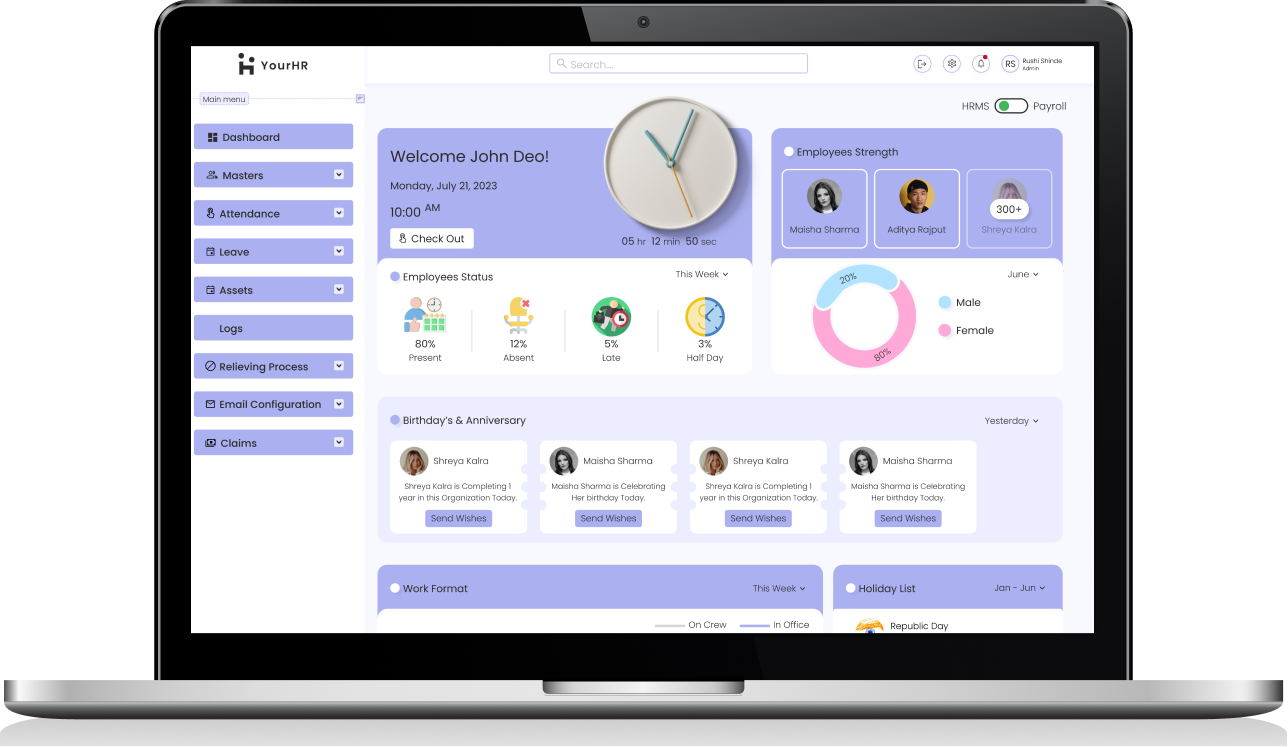 YourHR
Search...
RS
Rushi Shinde
Admin
Main menu
HRMS
Payroll
Dashboard
Masters
Attendance
Leave
Assets
Logs
Relieving Process
Email Configuration
Claims
Welcome John Deo!
Monday, July 21, 2023
10:00 AM
Check Out
05 hr 12 min 50 sec
Employees Strength
Maisha Sharma
Aditya Rajput
300+
Shreya Kalra
Employees Status
This Week
80%
Present
12%
Absent
5%
Late
3%
Half Day
June
20%
80%
Male
Female
Birthday's & Anniversary
Yesterday
Shreya Kalra
Shreya Kalra is Completing 1
year in this Organization Today.
Send Wishes
Maisha Sharma
Maisha Sharma is Celebrating
Her birthday Today.
Send Wishes
Shreya Kalra
Shreya Kalra is Completing 1
year in this Organization Today.
Send Wishes
Maisha Sharma
Maisha Sharma is Celebrating
Her birthday Today.
Send Wishes
Work Format
This Week
On Crew
In Office
Holiday List
Jan - Jun
Republic Day